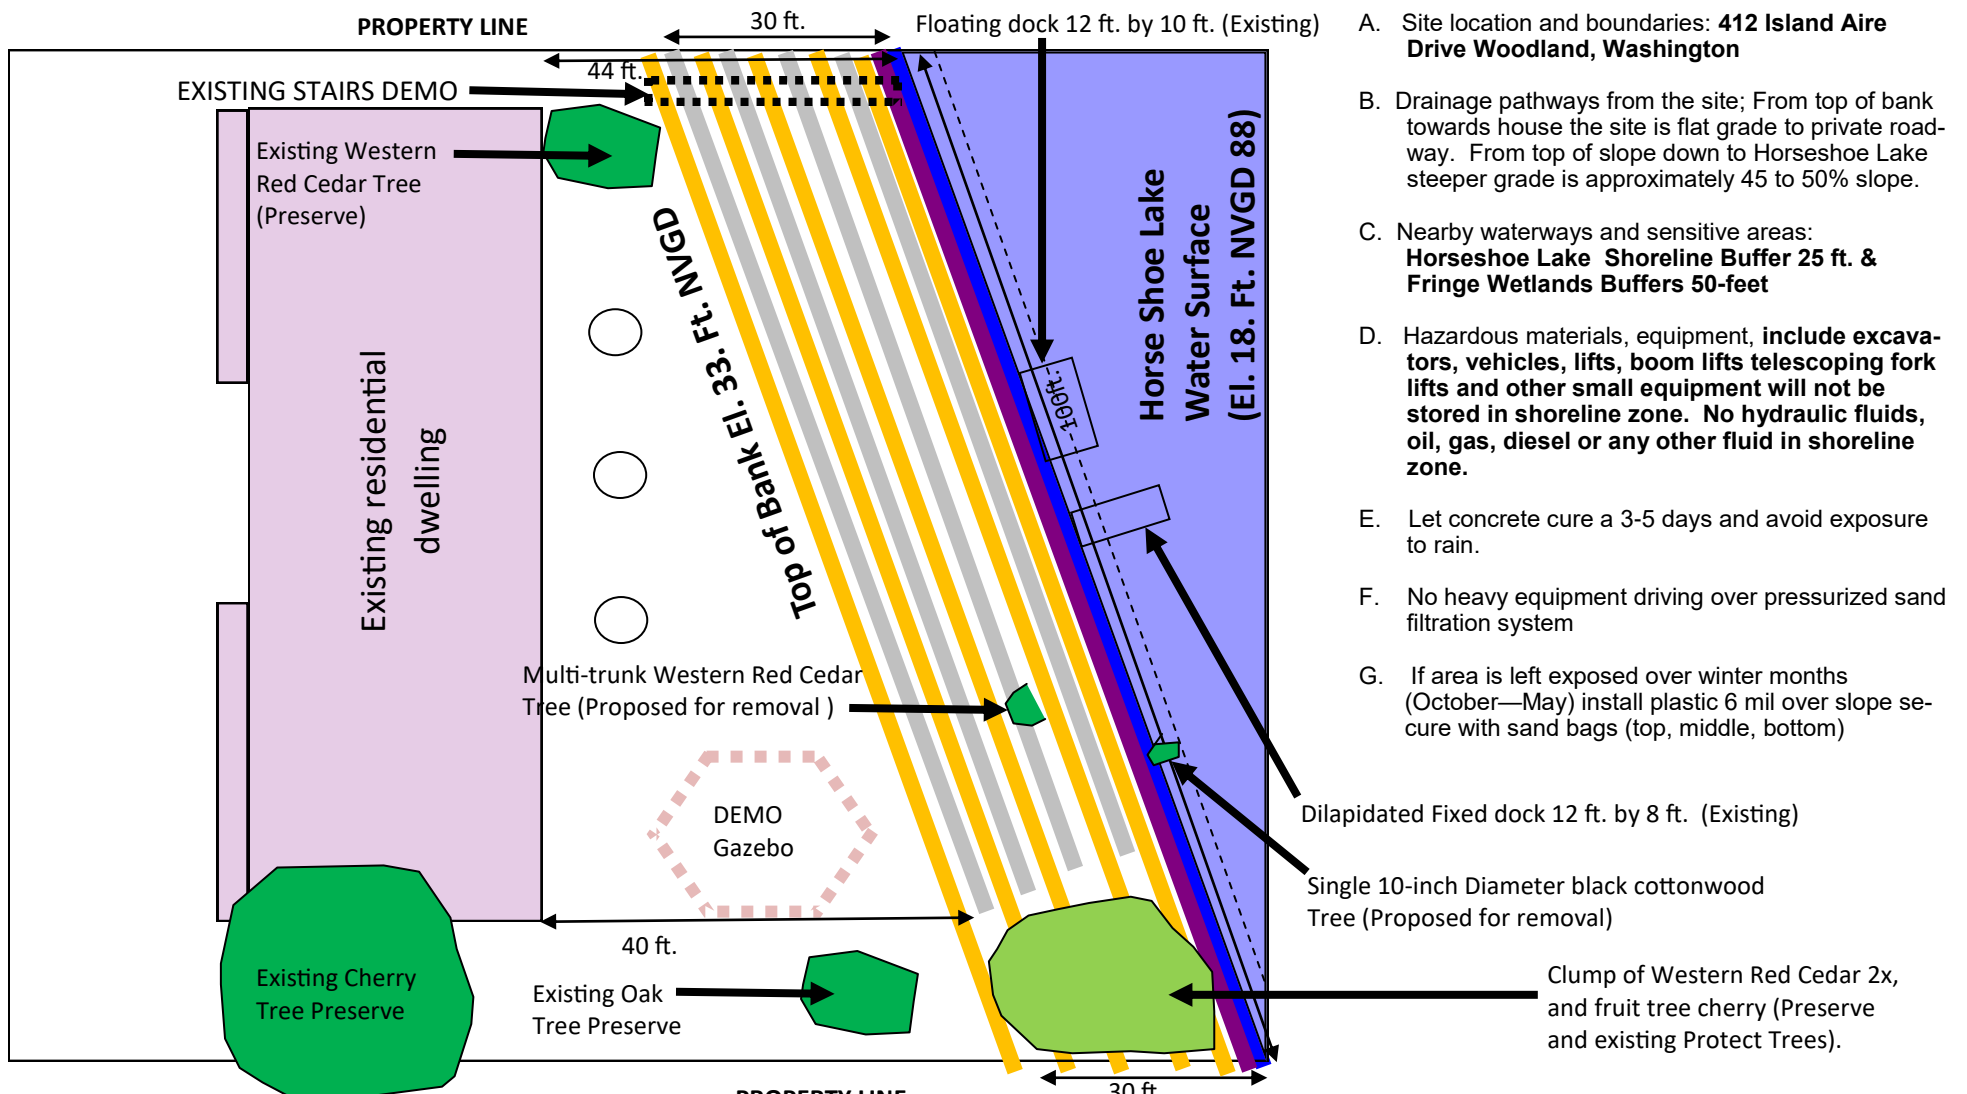 PROPERTY LINE
30 ft.
Floating dock 12 ft. by 10 ft. (Existing)
44 ft.
EXISTING STAIRS DEMO
Existing Western
Red Cedar Tree
(Preserve)
Existing residential
dwelling
Top of Bank El. 33. Ft. NVGD
Horse Shoe Lake
Water Surface
(El. 18. Ft. NVGD 88)
100ft.
Multi-trunk Western Red Cedar
Tree (Proposed for removal )
DEMO
Gazebo
40 ft.
Existing Cherry
Tree Preserve
Existing Oak
Tree Preserve
30 ft
PROPERTY LINE
Dilapidated Fixed dock 12 ft. by 8 ft. (Existing)
Single 10-inch Diameter black cottonwood
Tree (Proposed for removal)
Clump of Western Red Cedar 2x,
and fruit tree cherry (Preserve
and existing Protect Trees).
A. Site location and boundaries: 412 Island Aire
Drive Woodland, Washington
B. Drainage pathways from the site; From top of bank
towards house the site is flat grade to private road-
way. From top of slope down to Horseshoe Lake
steeper grade is approximately 45 to 50% slope.
C. Nearby waterways and sensitive areas:
Horseshoe Lake Shoreline Buffer 25 ft. &
Fringe Wetlands Buffers 50-feet
D. Hazardous materials, equipment, include excava-
tors, vehicles, lifts, boom lifts telescoping fork
lifts and other small equipment will not be
stored in shoreline zone. No hydraulic fluids,
oil, gas, diesel or any other fluid in shoreline
zone.
E. Let concrete cure a 3-5 days and avoid exposure
to rain.
F. No heavy equipment driving over pressurized sand
filtration system
G. If area is left exposed over winter months
(October—May) install plastic 6 mil over slope se-
cure with sand bags (top, middle, bottom)